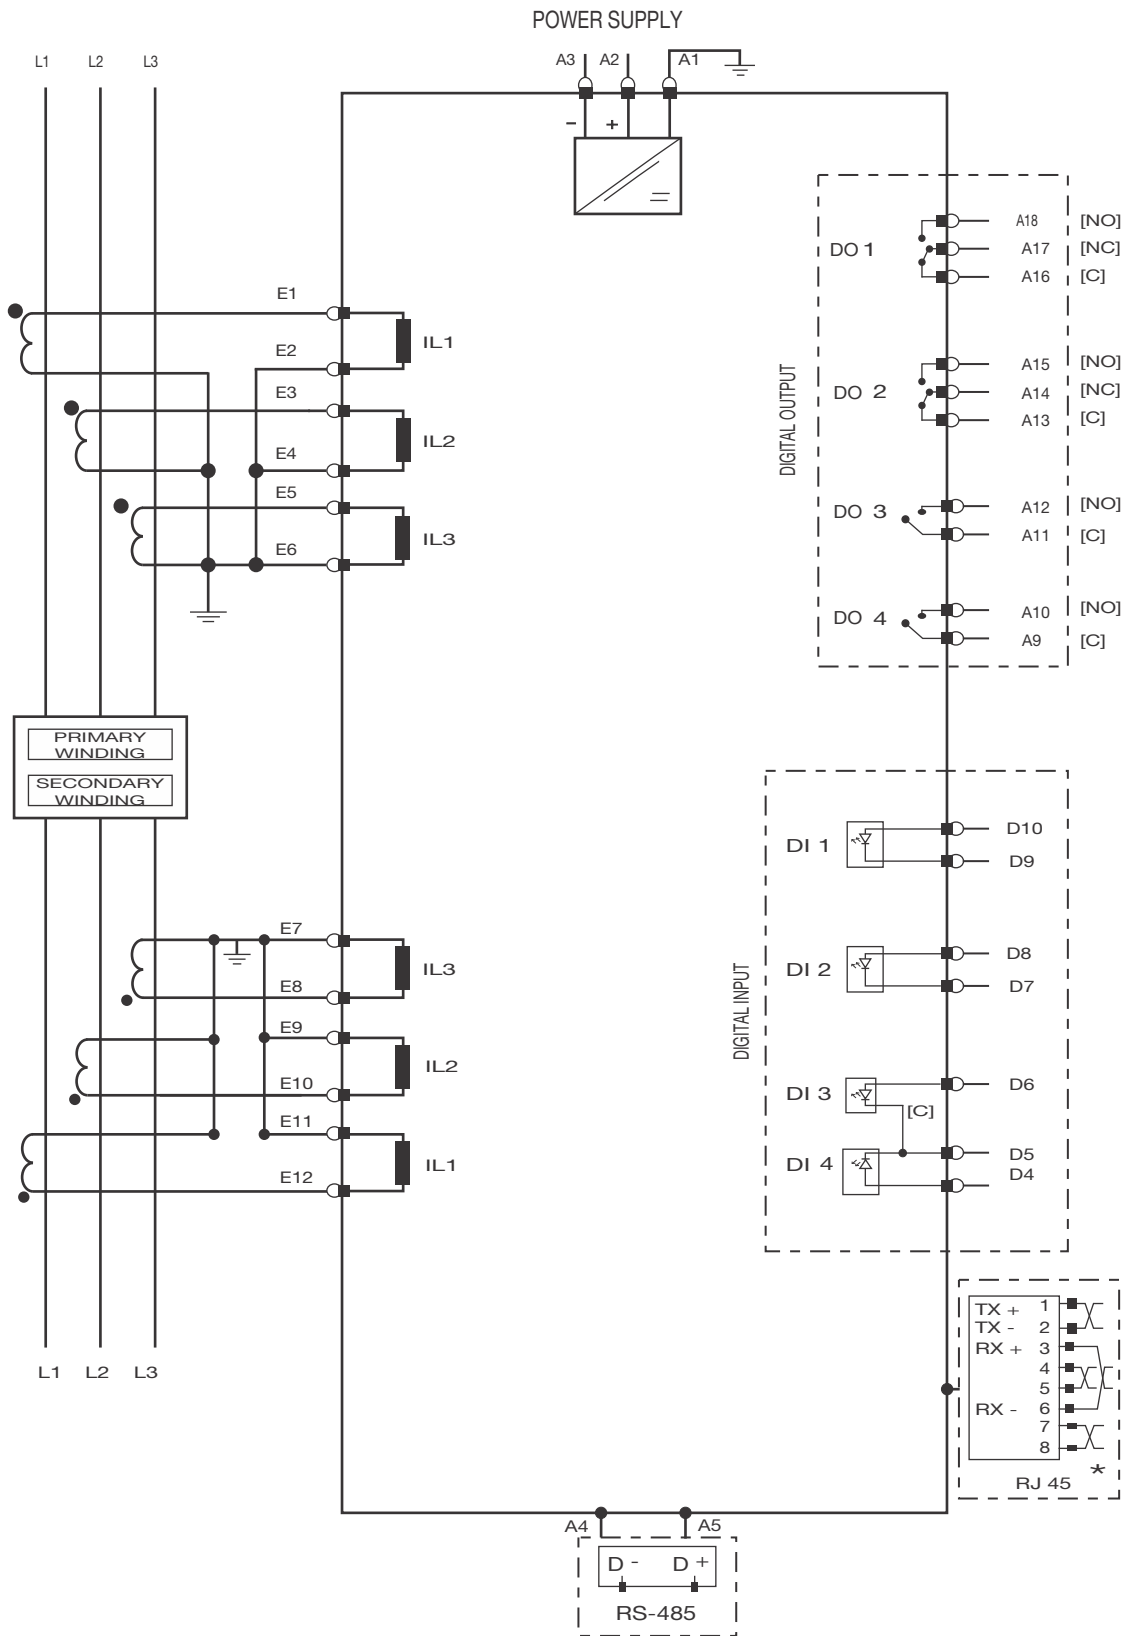 POWER SUPPLY
L1 L2 L3
A3 A2 A1
- +
DIGITAL OUTPUT
DO 1
A18 [NO]
A17 [NC]
A16 [C]
DO 2
A15 [NO]
A14 [NC]
A13 [C]
DO 3
A12 [NO]
A11 [C]
DO 4
A10 [NO]
A9 [C]
E1
IL1
E2
E3
IL2
E4
E5
IL3
E6
PRIMARY
WINDING
SECONDARY
WINDING
DIGITAL INPUT
DI 1
D10
D9
DI 2
D8
D7
DI 3
D6
[C]
DI 4
D5
D4
E7
IL3
E8
E9
IL2
E10
E11
IL1
E12
L1 L2 L3
TX + 1
TX - 2
RX + 3
4
5
RX - 6
7
8
*
RJ 45
A4 A5
D - D +
RS-485